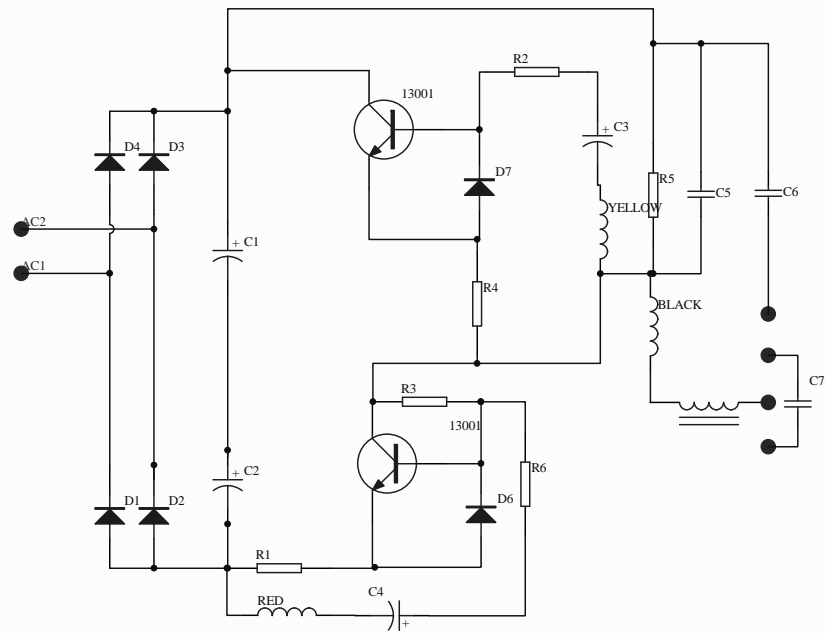 R2
13001
+ C3
D4
D3
D7
R5
YELLOW
C5
C6
AC2
+ C1
AC1
R4
BLACK
C7
R3
13001
+ C2
R6
D1
D2
D6
R1
C4
RED
+